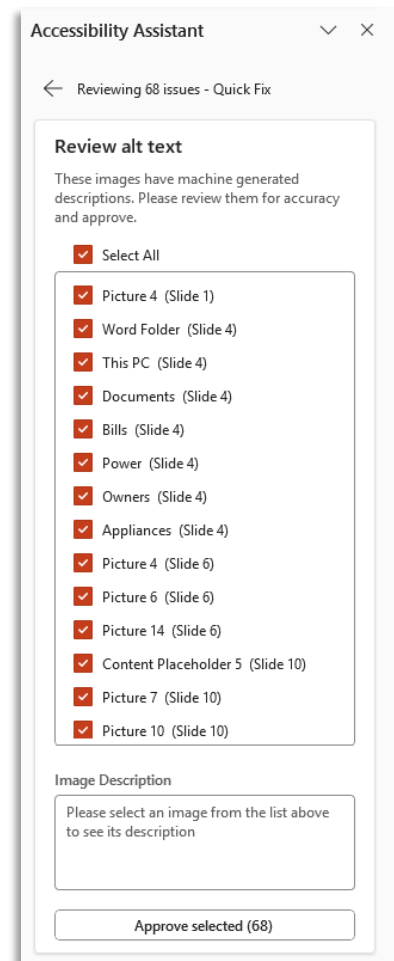 Accessibility Assistant
Reviewing 68 issues - Quick Fix
Review alt text
These images have machine generated
descriptions. Please review them for accuracy
and approve.
Select All
Picture 4 (Slide 1)
Word Folder (Slide 4)
This PC (Slide 4)
Documents (Slide 4)
Bills (Slide 4)
Power (Slide 4)
Owners (Slide 4)
Appliances (Slide 4)
Picture 4 (Slide 6)
Picture 6 (Slide 6)
Picture 14 (Slide 6)
Content Placeholder 5 (Slide 10)
Picture 7 (Slide 10)
Picture 10 (Slide 10)
Image Description
Please select an image from the list above
to see its description
Approve selected (68)